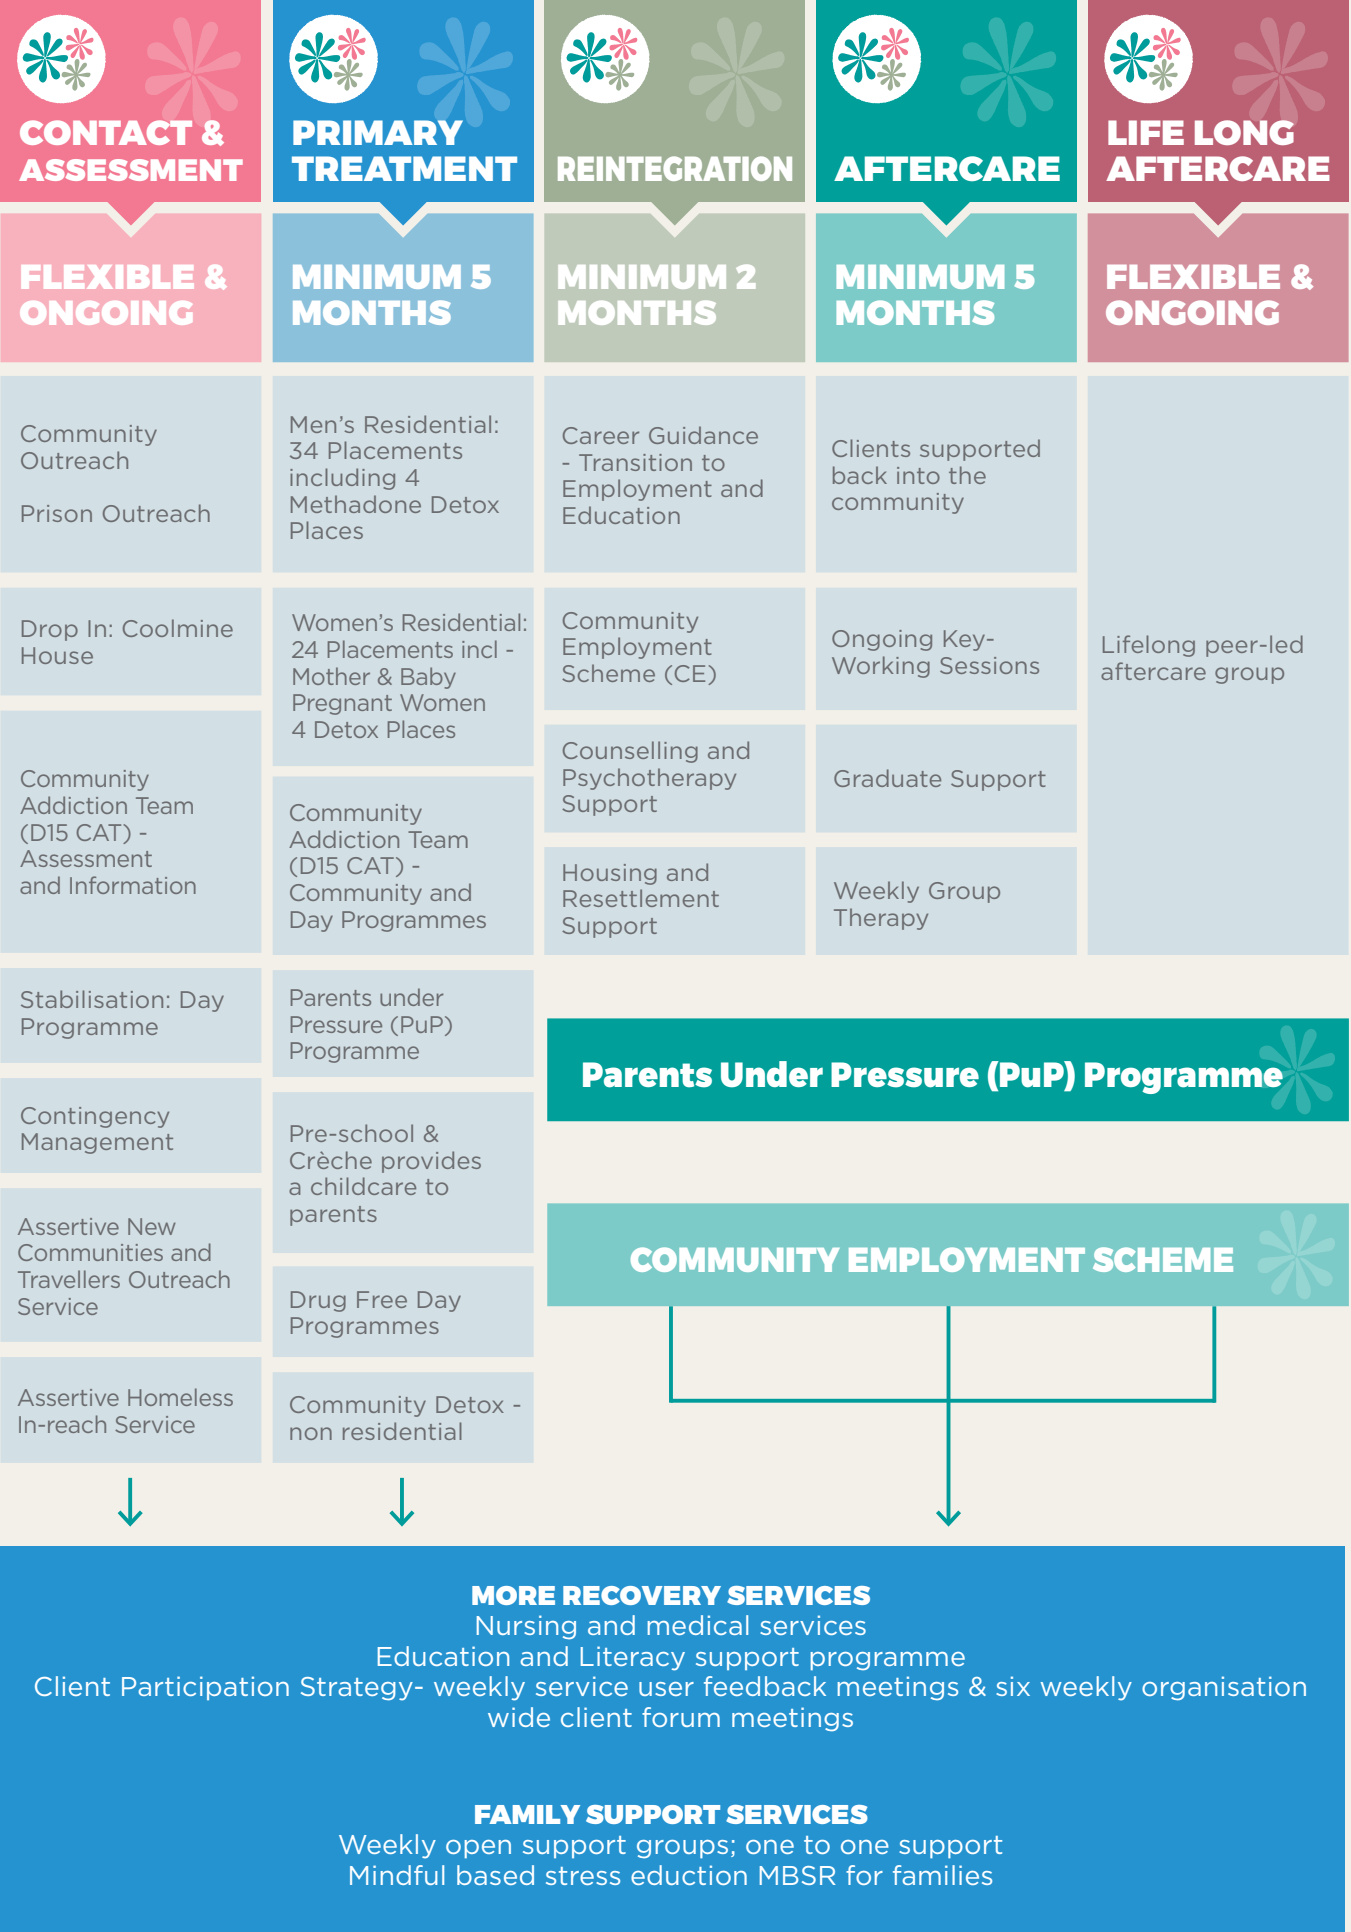 CONTACT &
ASSESSMENT
FLEXIBLE &
ONGOING
Community
Outreach
Prison Outreach
Drop In: Coolmine
House
Community
Addiction Team
(D15 CAT) -
Assessment
and Information
Stabilisation: Day
Programme
Contingency
Management
Assertive New
Communities and
Travellers Outreach
Service
Assertive Homeless
In-reach Service
PRIMARY
TREATMENT
MINIMUM 5
MONTHS
Men's Residential:
34 Placements
including 4
Methadone Detox
Places
Women's Residential:
24 Placements incl -
Mother & Baby
Pregnant Women
4 Detox Places
Community
Addiction Team
(D15 CAT) -
Community and
Day Programmes
Parents under
Pressure (PuP)
Programme
Pre-school &
Crèche provides
a childcare to
parents
Drug Free Day
Programmes
Community Detox -
non residential
REINTEGRATION
MINIMUM 2
MONTHS
Career Guidance
- Transition to
Employment and
Education
Community
Employment
Scheme (CE)
Counselling and
Psychotherapy
Support
Housing and
Resettlement
Support
AFTERCARE
MINIMUM 5
MONTHS
Clients supported
back into the
community
Ongoing Key-
Working Sessions
Graduate Support
Weekly Group
Therapy
LIFE LONG
AFTERCARE
FLEXIBLE &
ONGOING
Lifelong peer-led
aftercare group
Parents Under Pressure (PuP) Programme
COMMUNITY EMPLOYMENT SCHEME
MORE RECOVERY SERVICES
Nursing and medical services
Education and Literacy support programme
Client Participation Strategy- weekly service user feedback meetings & six weekly organisation
wide client forum meetings
FAMILY SUPPORT SERVICES
Weekly open support groups; one to one support
Mindful based stress eduction MBSR for families